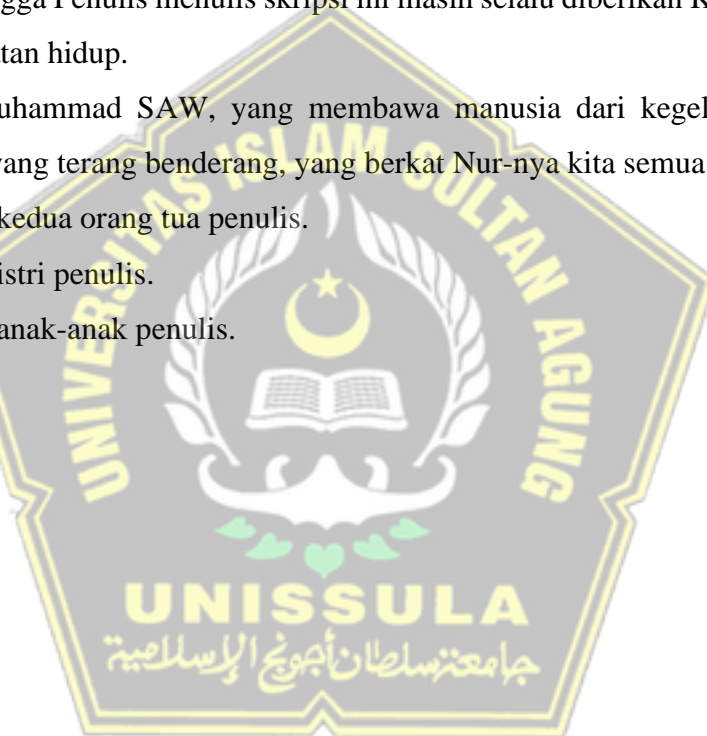 ngga Penulis menulis skripsi ini masih selalu diberikan
atan hidup.
uhammad SAW, yang membawa manusia dari kegel
yang terang benderang, yang berkat Nur-nya kita semua
kedua orang tua penulis.
istri penulis.
anak-anak penulis.
UNIVERSITAS ISLAM SULTAN AGUNG
UNISSULA
جامعة سلطان أجونج الإسلامية